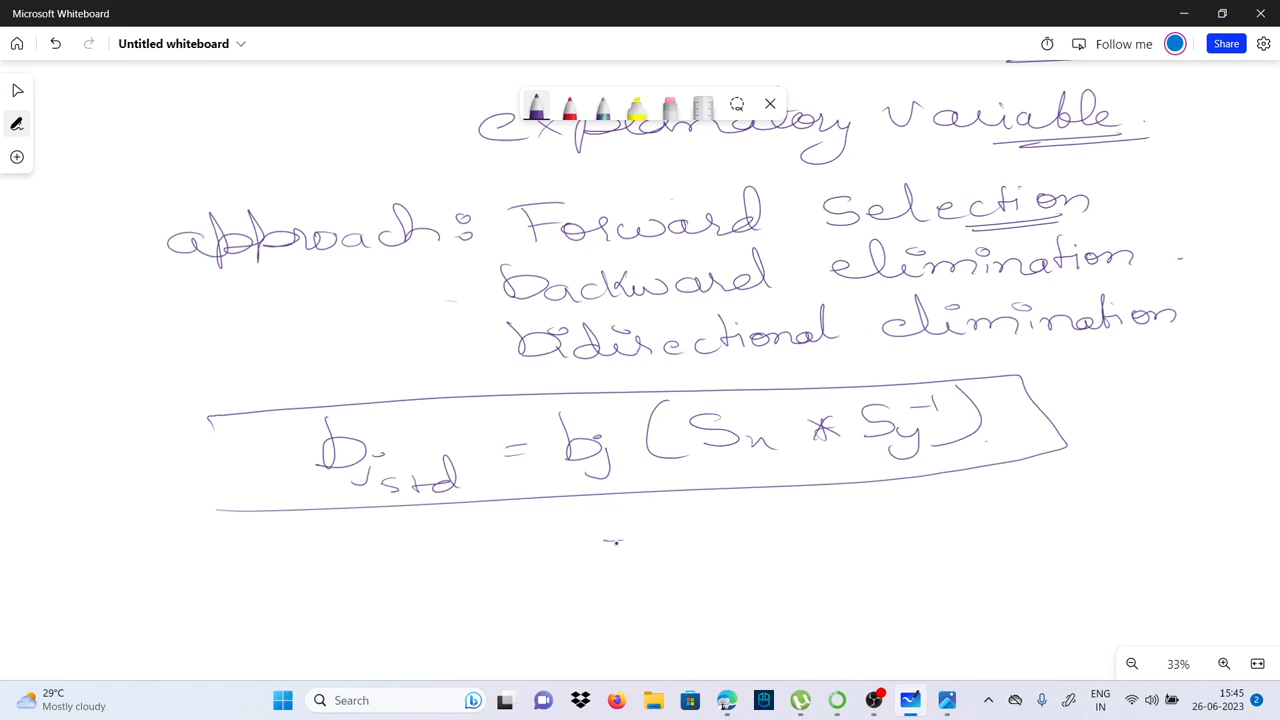 Microsoft Whiteboard
Untitled whiteboard
Follow me
Share
explanatory variable.
approach: Forward selection
backward elimination.
bidirectional elimination
bj std = bj (Sx * Sy⁻¹)
33%
29°C
Mostly cloudy
Search
ENG
IN
15:45
26-06-2023
2